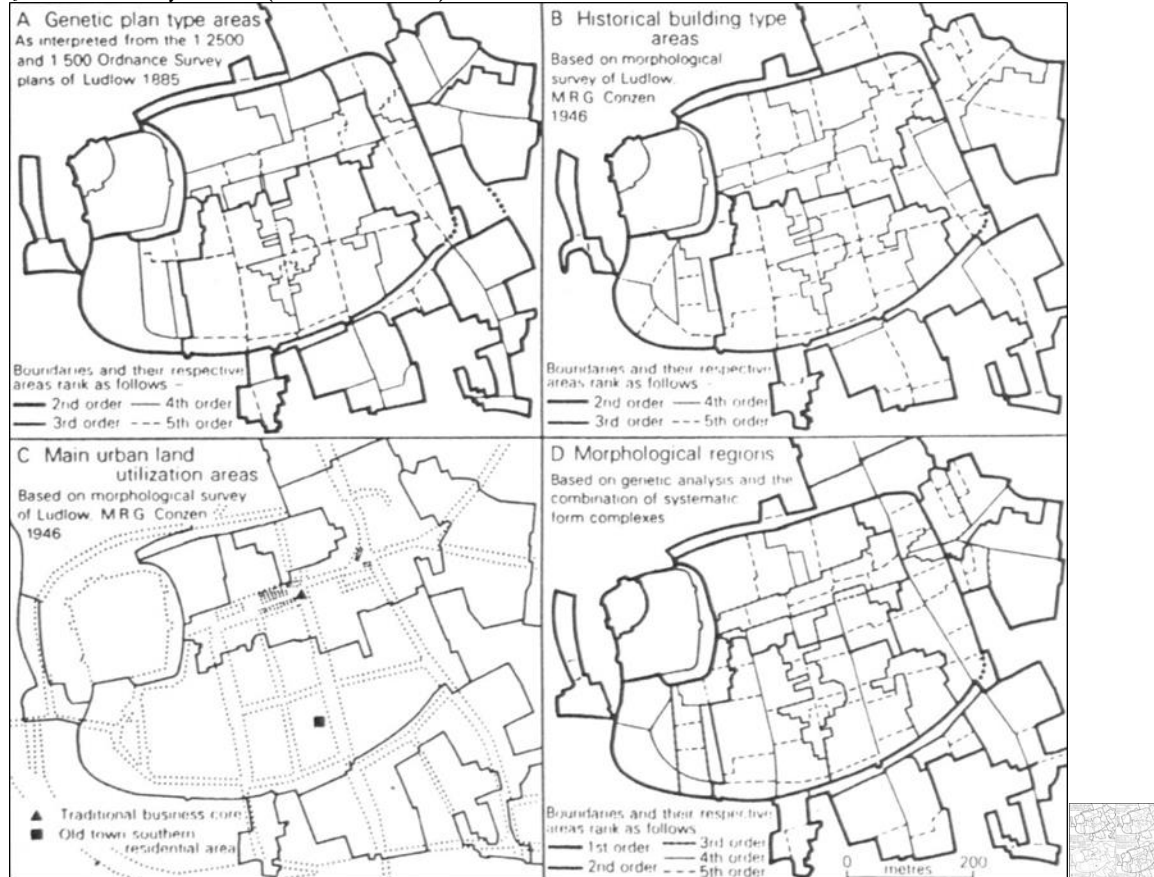 A Genetic plan type areas
As interpreted from the 1 2500
and 1 500 Ordnance Survey
plans of Ludlow 1885
Boundaries and their respective
areas rank as follows –
2nd order 4th order
3rd order 5th order
B Historical building type
areas
Based on morphological
survey of Ludlow,
M R G Conzen
1946
Boundaries and their respective
areas rank as follows -
2nd order 4th order
3rd order 5th order
C Main urban land
utilization areas
Based on morphological survey
of Ludlow, M R G Conzen
1946
Traditional business core
Old town southern
residential area
D Morphological regions
Based on genetic analysis and the
combination of systematic
form complexes
Boundaries and their respective
areas rank as follows
1st order 3rd order
2nd order 4th order
5th order
0 200
metres